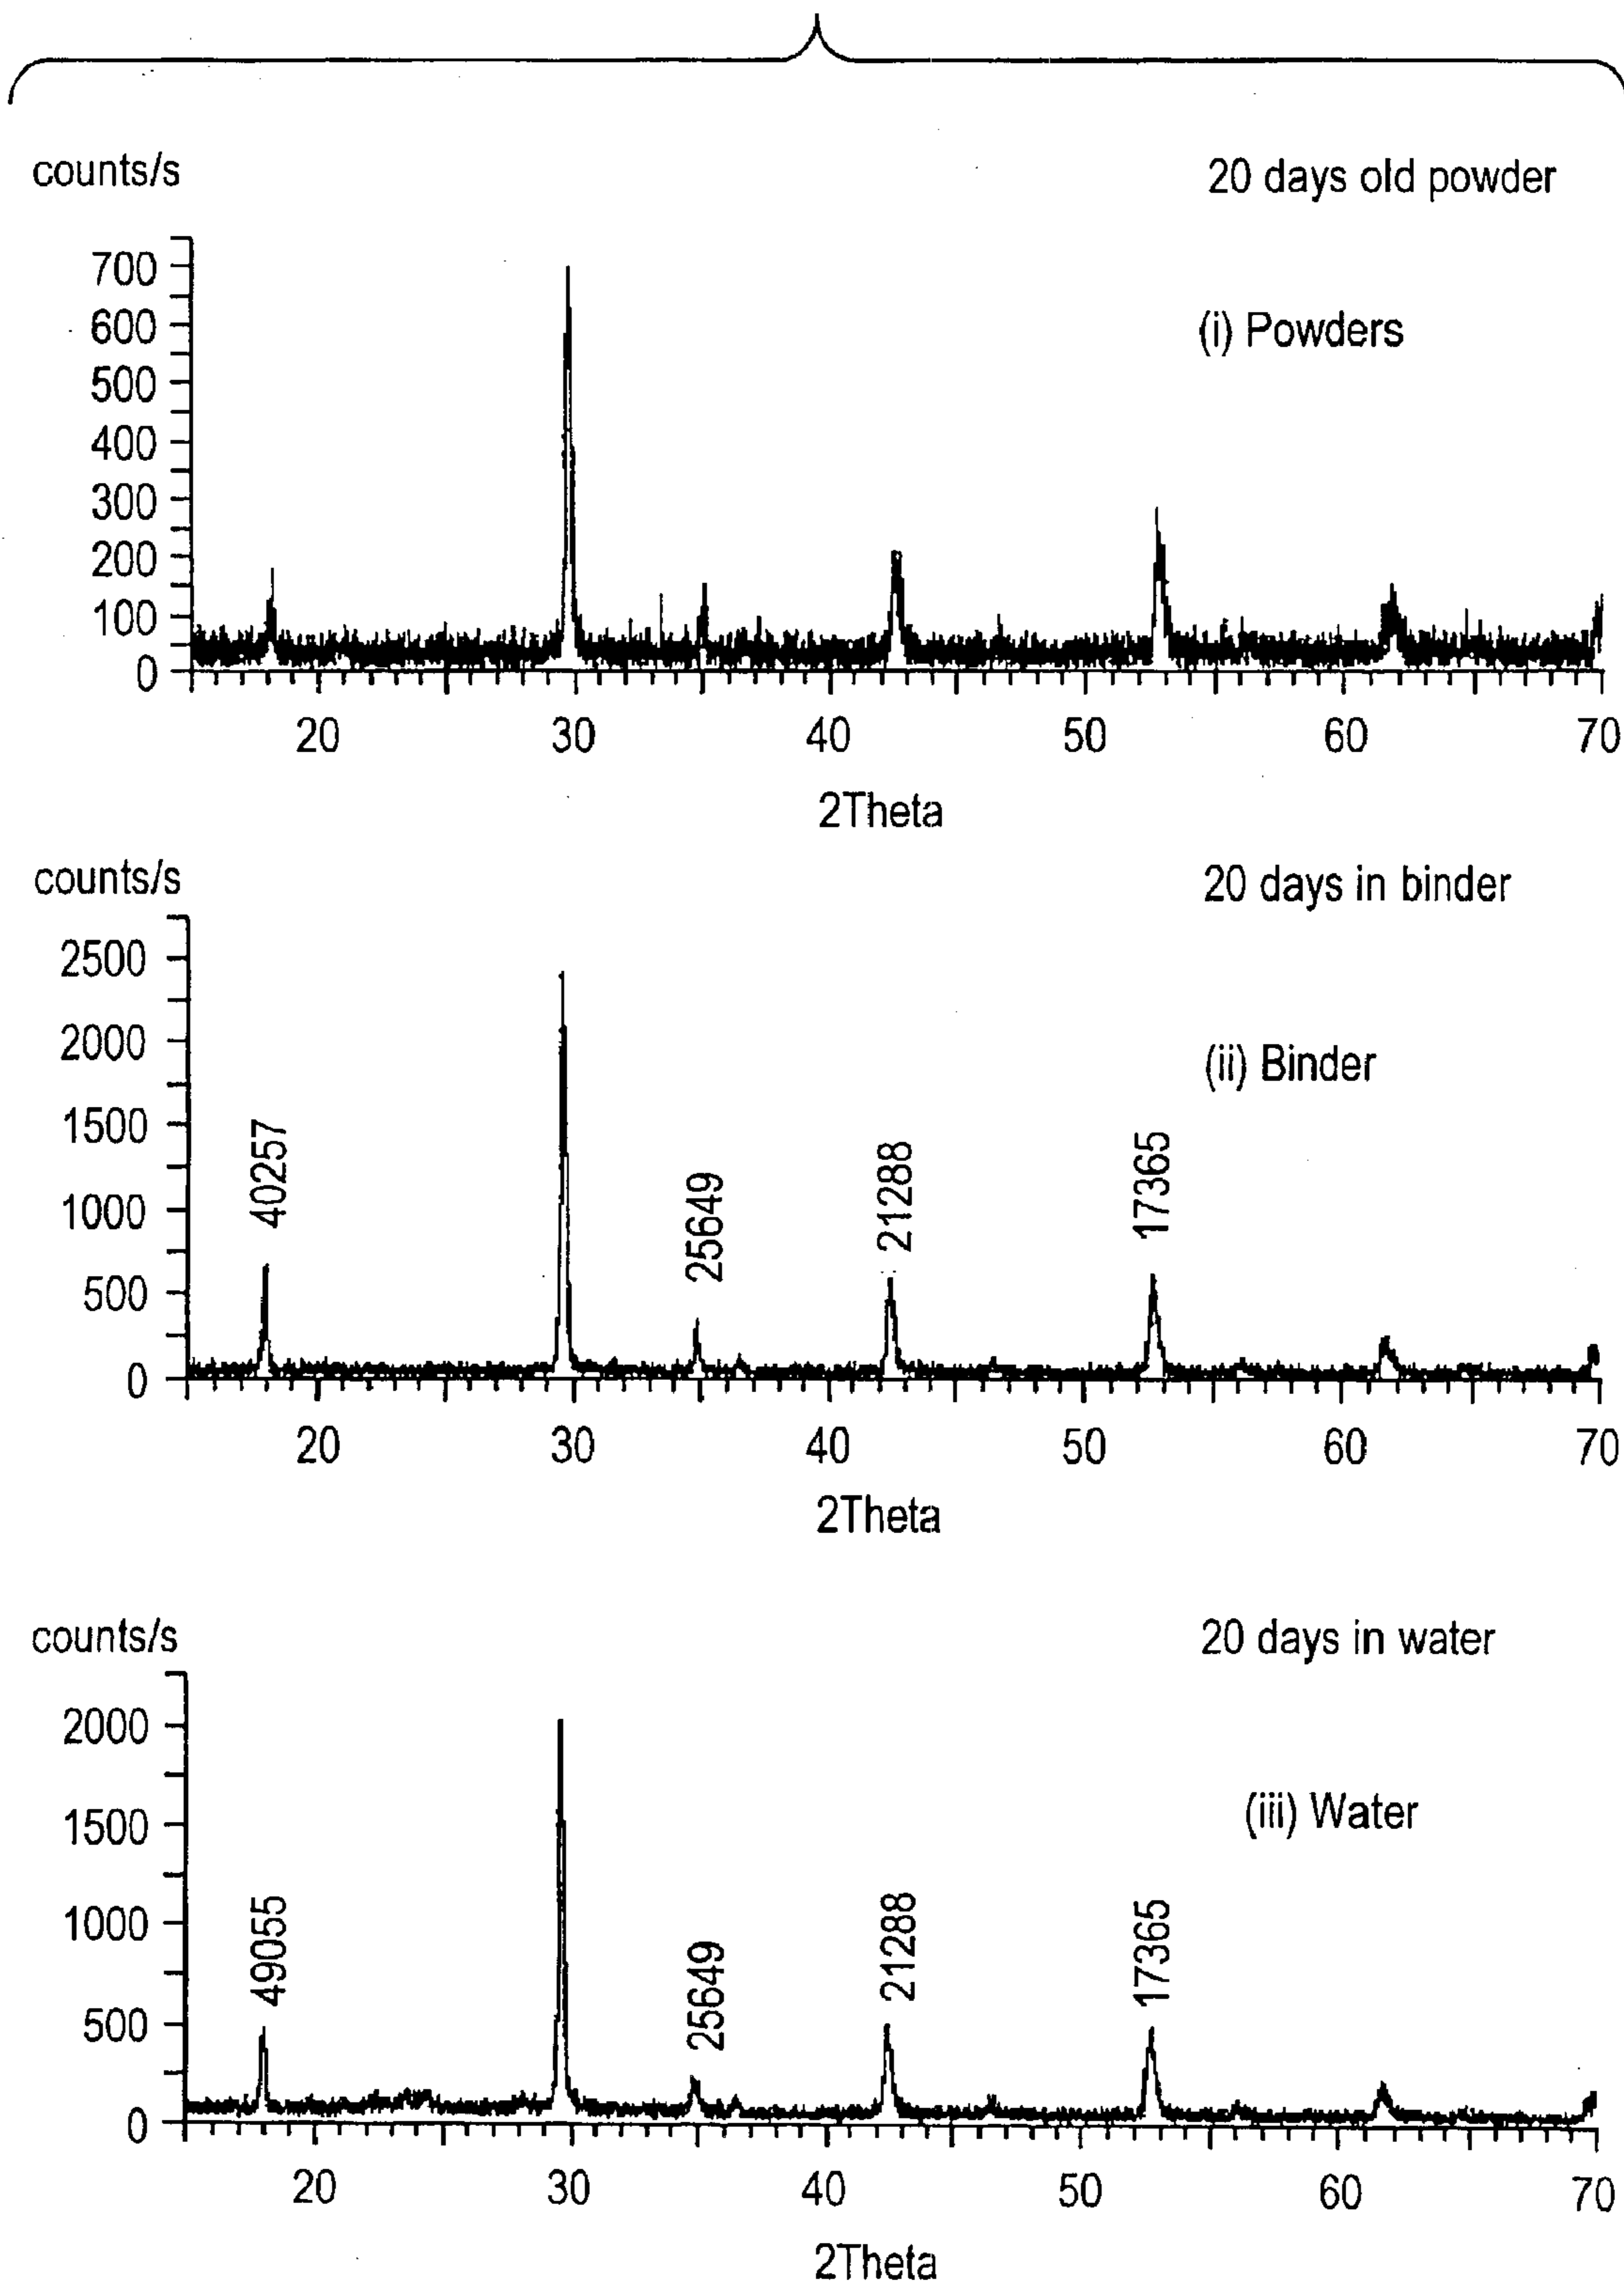 counts/s
20 days old powder
(i) Powders
700
600
500
400
300
200
100
0
20 30 40 50 60 70
2Theta
counts/s
20 days in binder
(ii) Binder
2500
2000
1500
1000
500
0
40257
25649
21288
17365
20 30 40 50 60 70
2Theta
counts/s
20 days in water
(iii) Water
2000
1500
1000
500
0
49055
25649
21288
17365
20 30 40 50 60 70
2Theta